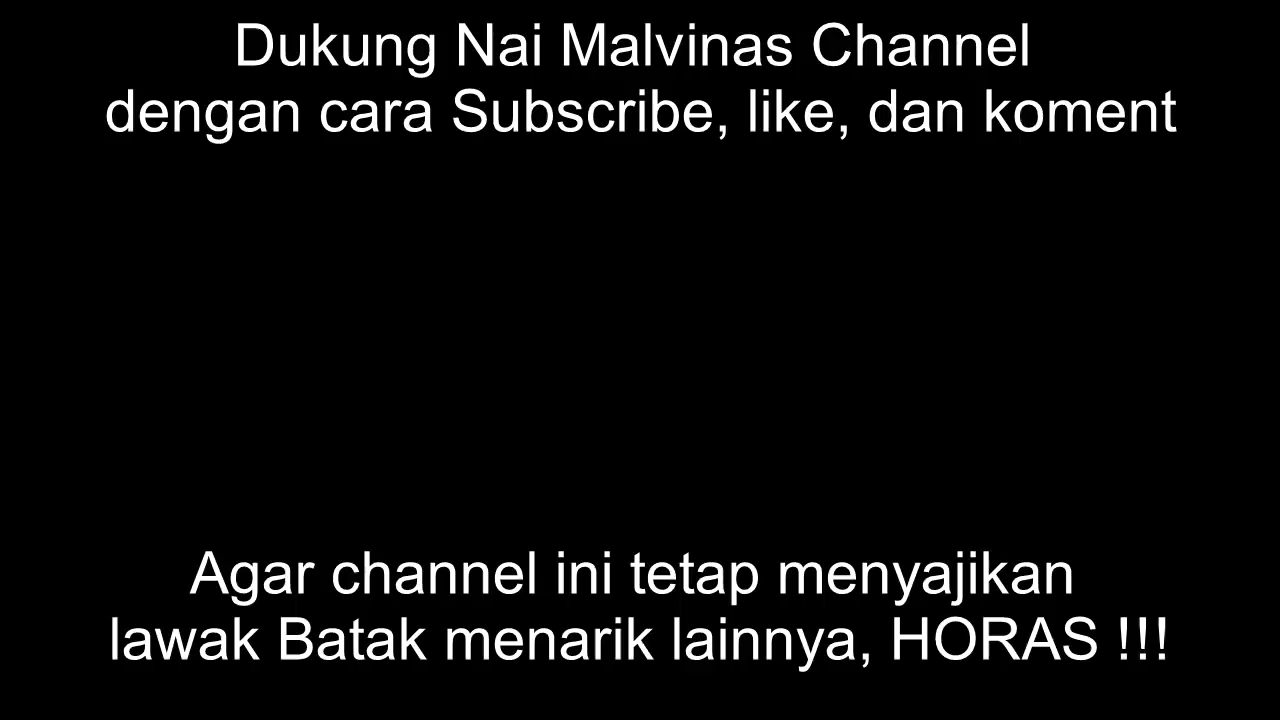 Dukung Nai Malvinas Channel
dengan cara Subscribe, like, dan koment
Agar channel ini tetap menyajikan
lawak Batak menarik lainnya, HORAS !!!